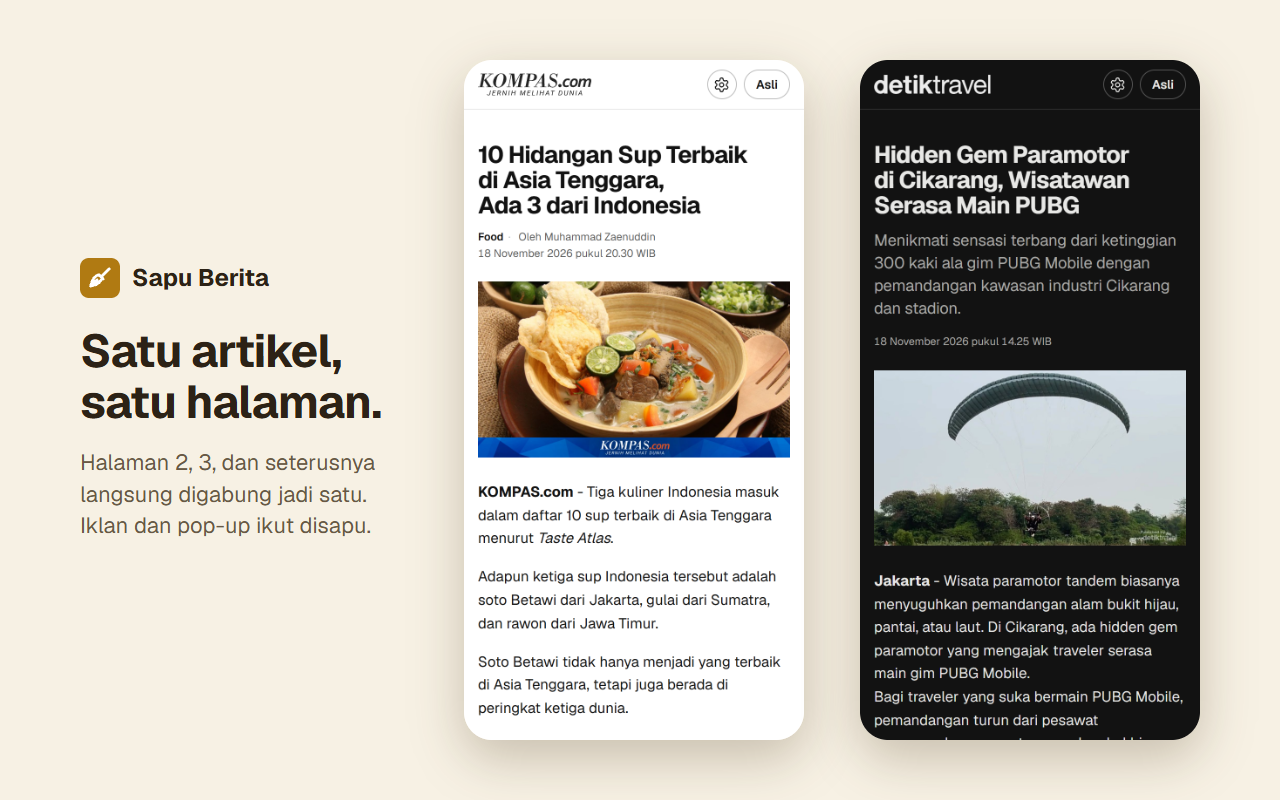 Sapu Berita
Satu artikel,
satu halaman.
Halaman 2, 3, dan seterusnya
langsung digabung jadi satu.
Iklan dan pop-up ikut disapu.
KOMPAS.com
JERNIH MELIHAT DUNIA
Asli
10 Hidangan Sup Terbaik
di Asia Tenggara,
Ada 3 dari Indonesia
Food · Oleh Muhammad Zaenuddin
18 November 2026 pukul 20.30 WIB
KOMPAS.com
JERNIH MELIHAT DUNIA
KOMPAS.com - Tiga kuliner Indonesia masuk
dalam daftar 10 sup terbaik di Asia Tenggara
menurut Taste Atlas.
Adapun ketiga sup Indonesia tersebut adalah
soto Betawi dari Jakarta, gulai dari Sumatra,
dan rawon dari Jawa Timur.
Soto Betawi tidak hanya menjadi yang terbaik
di Asia Tenggara, tetapi juga berada di
peringkat ketiga dunia.
detiktravel
Asli
Hidden Gem Paramotor
di Cikarang, Wisatawan
Serasa Main PUBG
Menikmati sensasi terbang dari ketinggian
300 kaki ala gim PUBG Mobile dengan
pemandangan kawasan industri Cikarang
dan stadion.
18 November 2026 pukul 14.25 WIB
detiktravel
Jakarta - Wisata paramotor tandem biasanya
menyuguhkan pemandangan alam bukit hijau,
pantai, atau laut. Di Cikarang, ada hidden gem
paramotor yang mengajak traveler serasa
main gim PUBG Mobile.
Bagi traveler yang suka bermain PUBG Mobile,
pemandangan turun dari pesawat